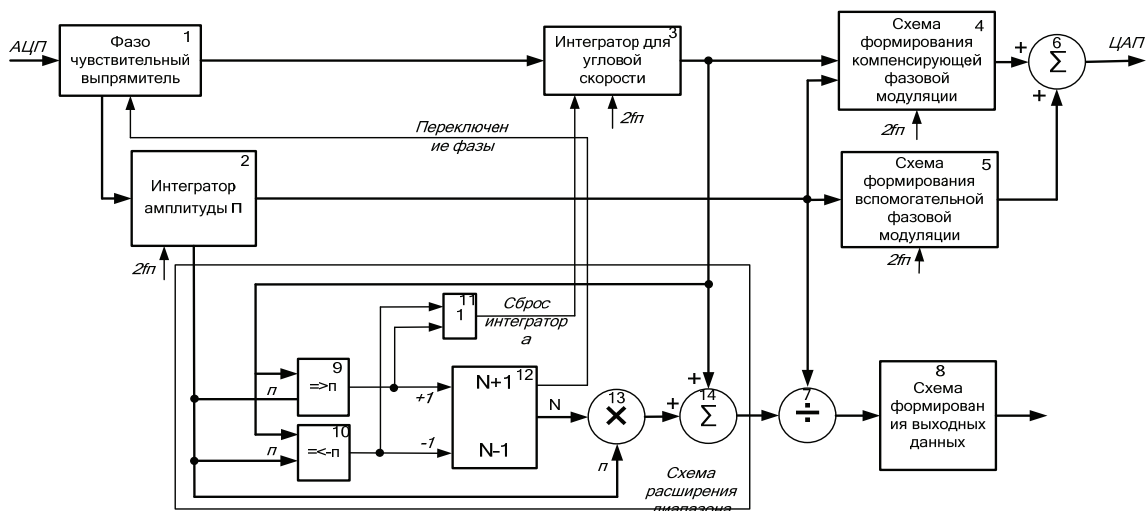 АЦП
1
Фазо
чувствительный
выпрямитель
3
Интегратор для
угловой
скорости
2fп
4
Схема
формирования
компенсирующей
фазовой
модуляции
2fп
+
6
Σ
+
ЦАП
Переключен
ие фазы
2
Интегратор
амплитуды П
2fп
5
Схема
формирования
вспомогательной
фазовой
модуляции
2fп
11
1
Сброс
интегратор
а
9
=>п
п
+1
10
=<-п
п
-1
12
N+1
N-1
N
13
×
п
+
+
14
Σ
7
÷
8
Схема
формирован
ия выходных
данных
Схема
расширения
диапазона